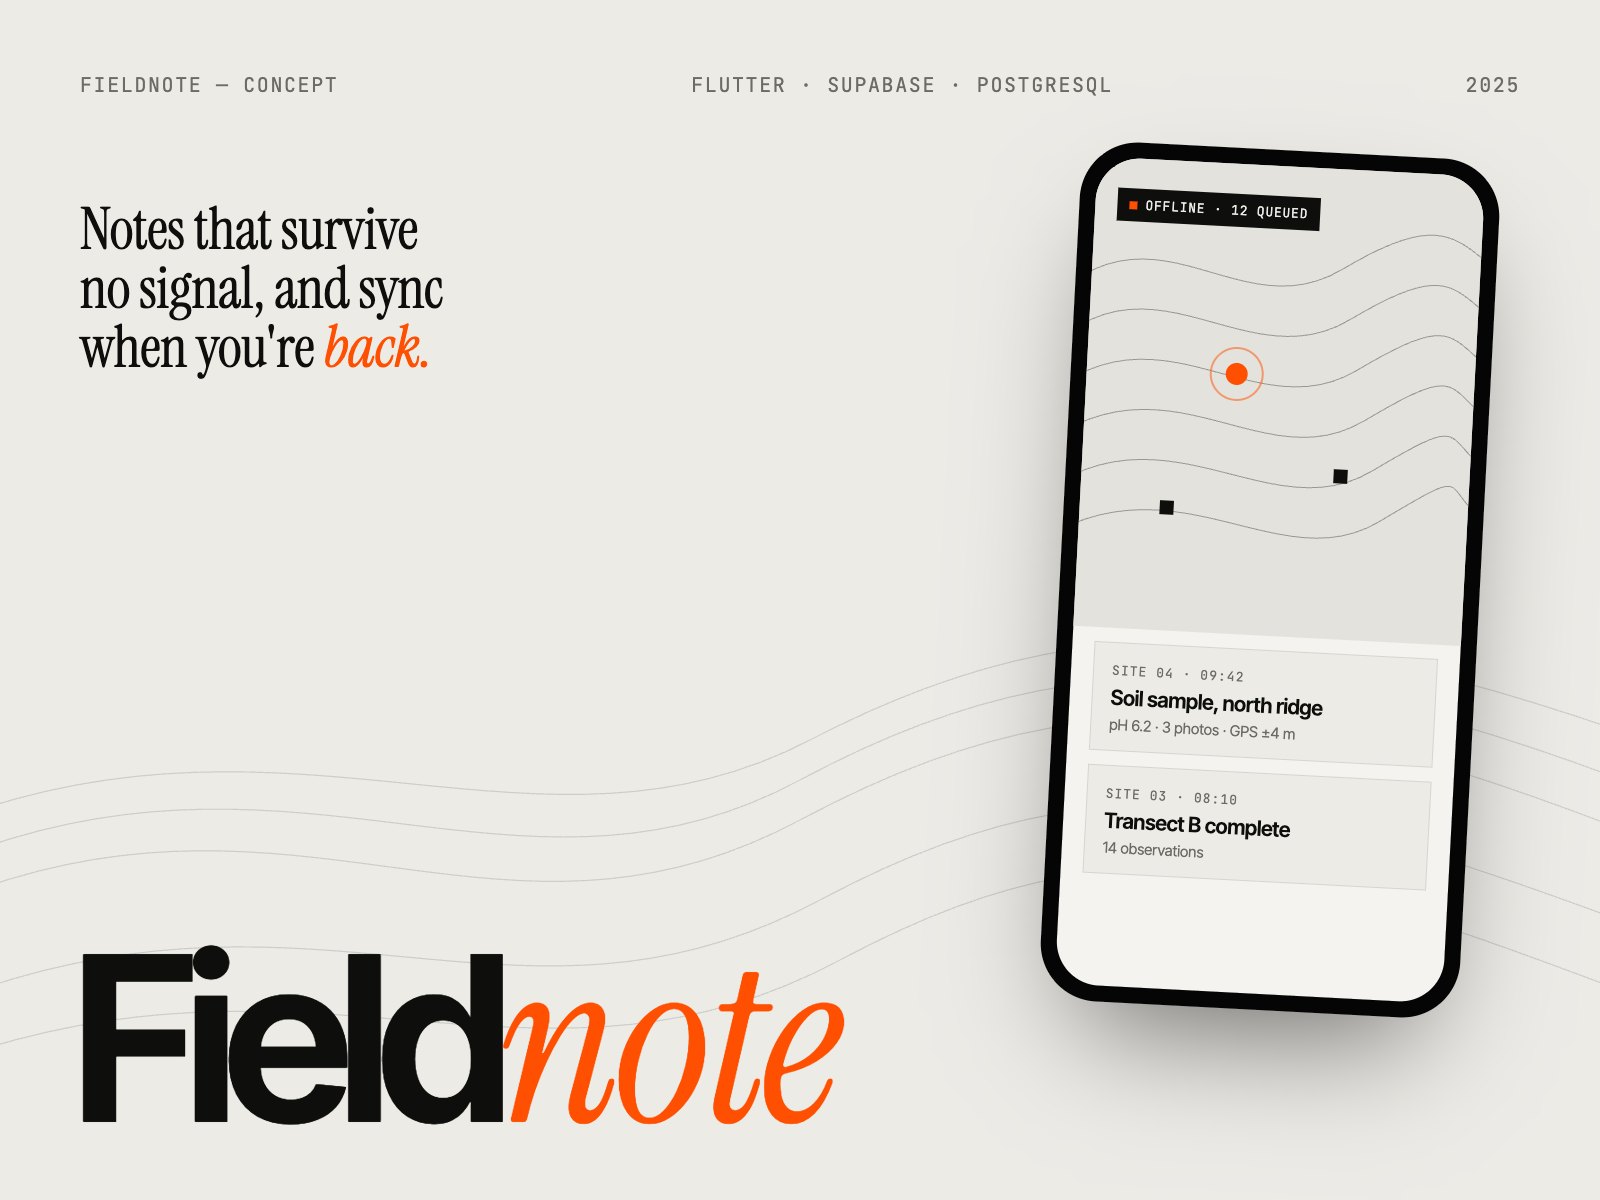 FIELDNOTE — CONCEPT
FLUTTER · SUPABASE · POSTGRESQL
2025
Notes that survive
no signal, and sync
when you're back.
OFFLINE · 12 QUEUED
SITE 04 · 09:42
Soil sample, north ridge
pH 6.2 · 3 photos · GPS ±4 m
SITE 03 · 08:10
Transect B complete
14 observations
Fieldnote